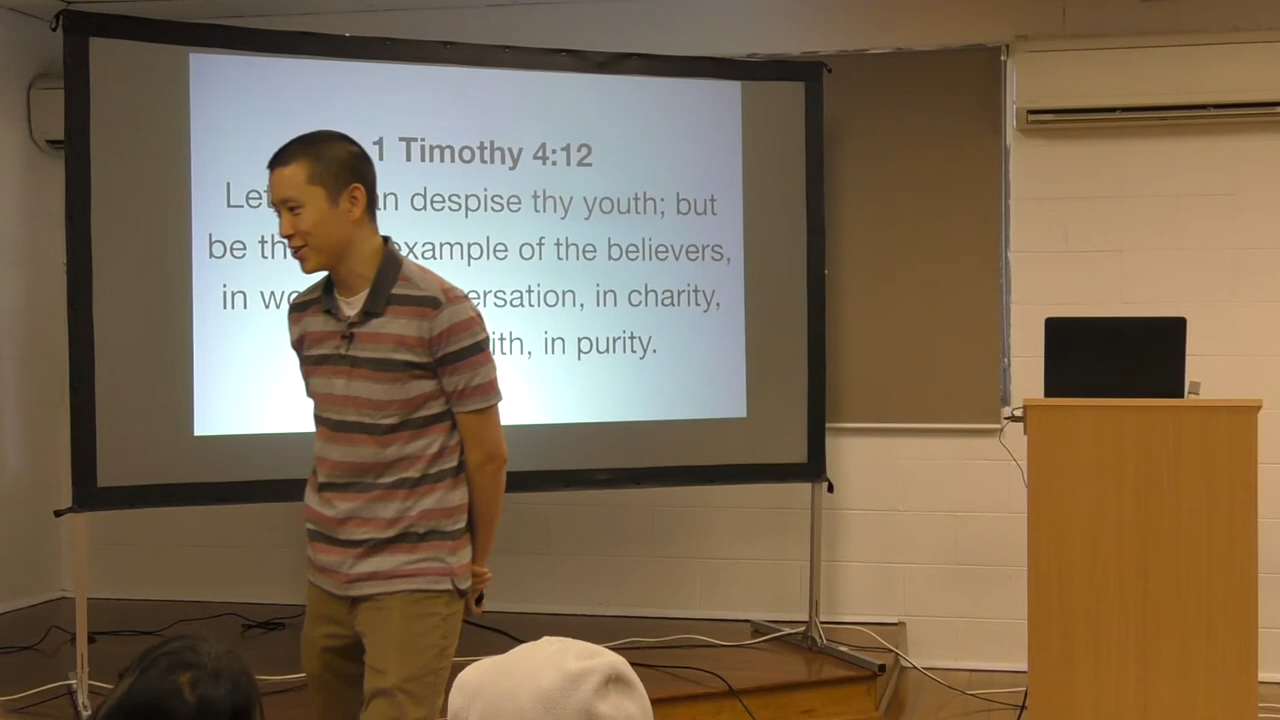 1 Timothy 4:12
Let an despise thy youth; but
be th example of the believers,
in wo ersation, in charity,
ith, in purity.